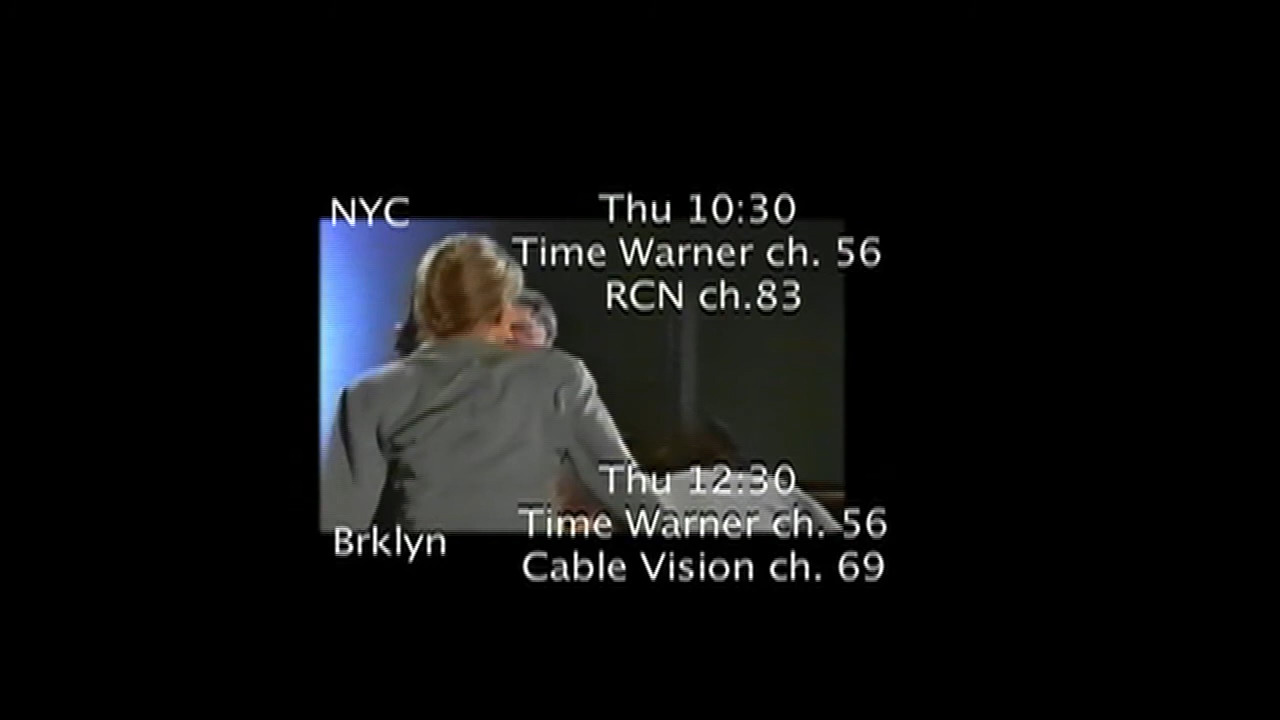 NYC
Thu 10:30
Time Warner ch. 56
RCN ch.83
Thu 12:30
Time Warner ch. 56
Brklyn
Cable Vision ch. 69